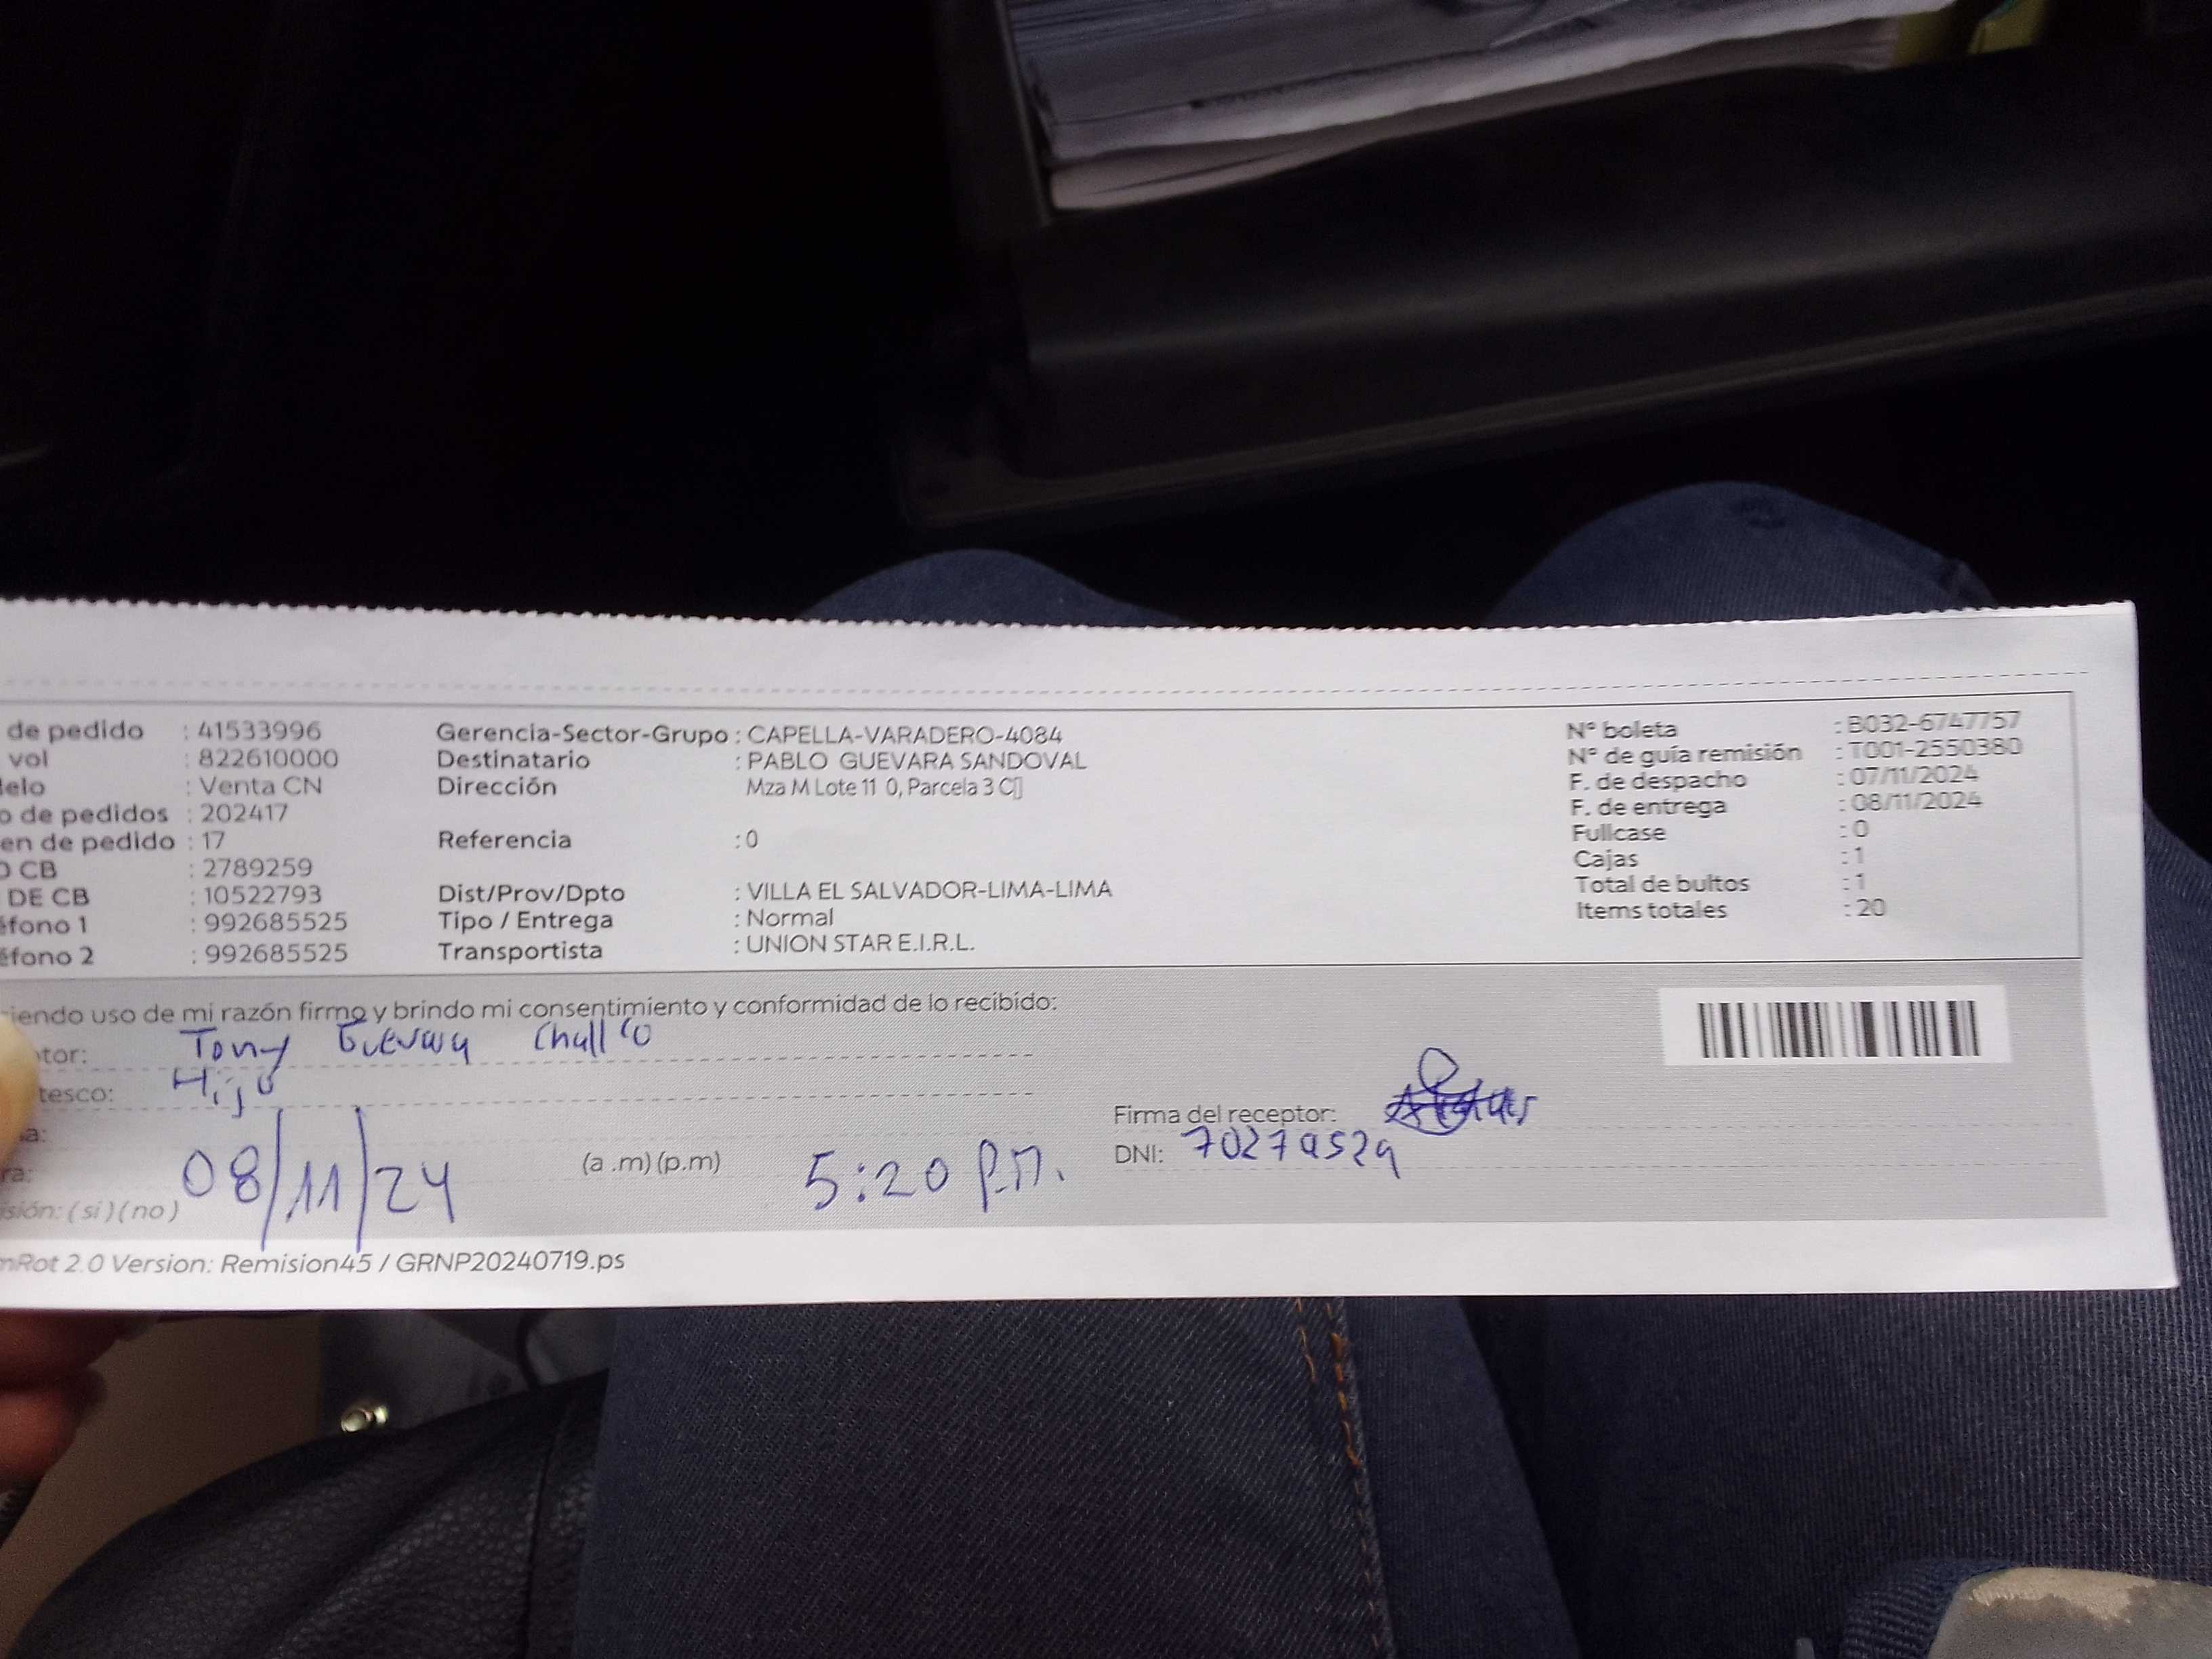 de pedido : 41533996
vol : 822610000
elo : Venta CN
o de pedidos : 202417
en de pedido : 17
O CB : 2789259
DE CB : 10522793
éfono 1 : 992685525
éfono 2 : 992685525
Gerencia-Sector-Grupo : CAPELLA-VARADERO-4084
Destinatario : PABLO GUEVARA SANDOVAL
Dirección Mza M Lote 11 0, Parcela 3 C▯
Referencia : 0
Dist/Prov/Dpto : VILLA EL SALVADOR-LIMA-LIMA
Tipo / Entrega : Normal
Transportista : UNION STAR E.I.R.L.
N° boleta : B032-6747757
N° de guía remisión : T001-2550380
F. de despacho : 07/11/2024
F. de entrega : 08/11/2024
Fullcase : 0
Cajas : 1
Total de bultos : 1
Items totales : 20
iendo uso de mi razón firmo y brindo mi consentimiento y conformidad de lo recibido:
tor: Tony Guevara
tesco: Hijo
a:
ra: 08/11/24 (a .m) (p.m) 5:20 P.M.
isión: ( si ) ( no )
Firma del receptor:
DNI:
nRot 2.0 Version: Remision45 / GRNP20240719.ps